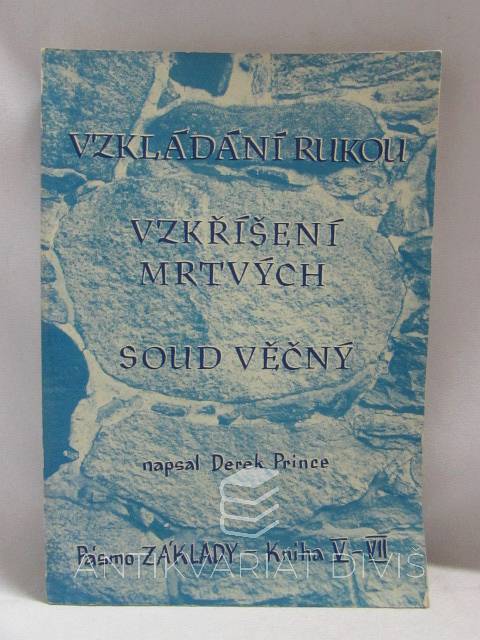 VZKLÁDÁNÍ RUKOU
VZKŘÍŠENÍ
MRTVÝCH
SOUD VĚČNÝ
napsal Derek Prince
Pásmo ZÁKLADY - Kniha V - VII
ANTIKVARIÁT DIVIŠ